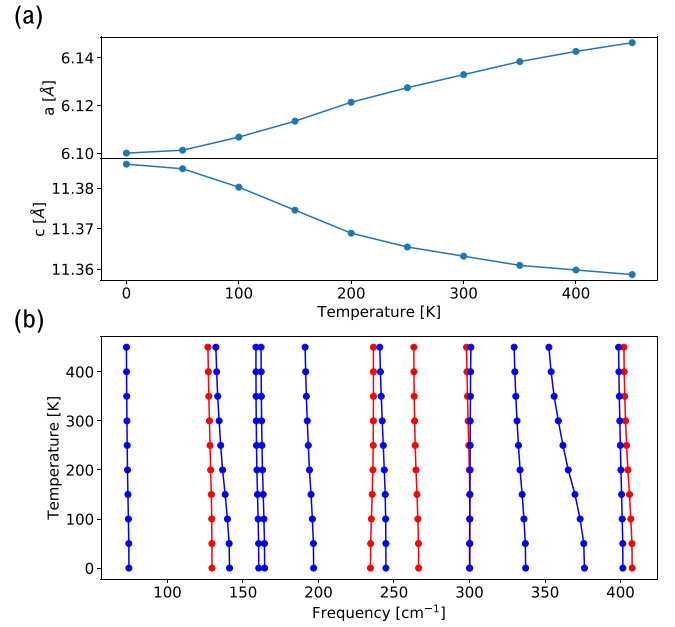 (a)
a [Å]
6.14
6.12
6.10
c [Å]
11.38
11.37
11.36
0 100 200 300 400
Temperature [K]
(b)
Temperature [K]
400
300
200
100
0
100 150 200 250 300 350 400
Frequency [cm⁻¹]